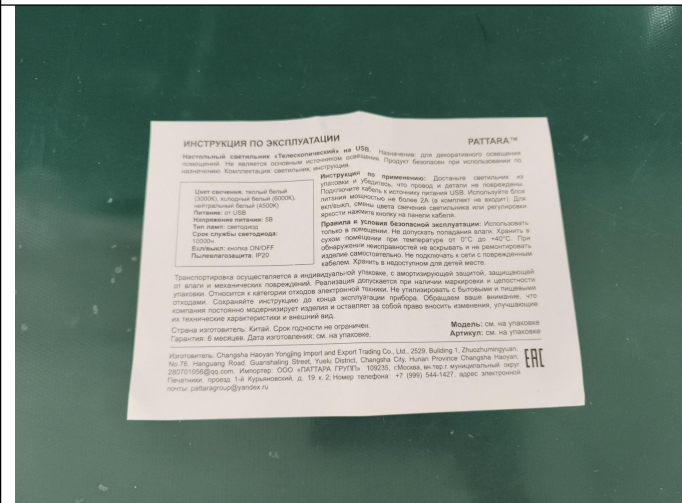 ИНСТРУКЦИЯ ПО ЭКСПЛУАТАЦИИ
PATTARA™
Настольный светильник «Телескопический» на USB. Назначение: для декоративного освещения
помещений. Не является основным источником освещения. Продукт безопасен при использовании по
назначению. Комплектация: светильник, инструкция.
Цвет свечения: теплый белый
(3000K), холодный белый (6000K),
нейтральный белый (4500K)
Питание: от USB
Напряжение питания: 5В
Тип ламп: светодиод
Срок службы светодиода:
10000ч
Вкл/выкл: кнопка ON/OFF
Пылевлагозащита: IP20
Инструкция по применению: Достаньте светильник из
упаковки и убедитесь, что провод и детали не повреждены.
Подключите кабель к источнику питания USB. Используйте блок
питания мощностью не более 2А (в комплект не входит). Для
вкл/выкл, смены цвета свечения светильника или регулировки
яркости нажмите кнопку на панели кабеля.
Правила и условия безопасной эксплуатации: Использовать
только в помещении. Не допускать попадания влаги. Хранить в
сухом помещении при температуре от 0°С до +40°С. При
обнаружении неисправностей не вскрывать и не ремонтировать
изделие самостоятельно. Не подключать к сети с поврежденным
кабелем. Хранить в недоступном для детей месте.
Транспортировка осуществляется в индивидуальной упаковке, с амортизирующей защитой, защищающей
от влаги и механических повреждений. Реализация допускается при наличии маркировки и целостности
упаковки. Относится к категории отходов электронной техники. Не утилизировать с бытовыми и пищевыми
отходами. Сохраняйте инструкцию до конца эксплуатации прибора. Обращаем ваше внимание, что
компания постоянно модернизирует изделия и оставляет за собой право вносить изменения, улучшающие
их технические характеристики и внешний вид.
Страна изготовитель: Китай. Срок годности не ограничен.
Гарантия: 6 месяцев. Дата изготовления: см. на упаковке.
Модель: см. на упаковке
Артикул: см. на упаковке
Изготовитель: Changsha Haoyan Yongjing Import and Export Trading Co., Ltd., 2529, Building 1, Zhuozhumingyuan,
No.76, Hanguang Road, Guanshaling Street, Yuelu District, Changsha City, Hunan Province Changsha Haoyan;
280701056@qq.com. Импортер: ООО «ПАТТАРА ГРУПП» 109235, г.Москва, вн.тер.г. муниципальный округ
Печатники, проезд 1-й Курьяновский, д. 19 к. 2; Номер телефона: +7 (999) 544-1427, адрес электронной
почты: pattaragroup@yandex.ru
EAC